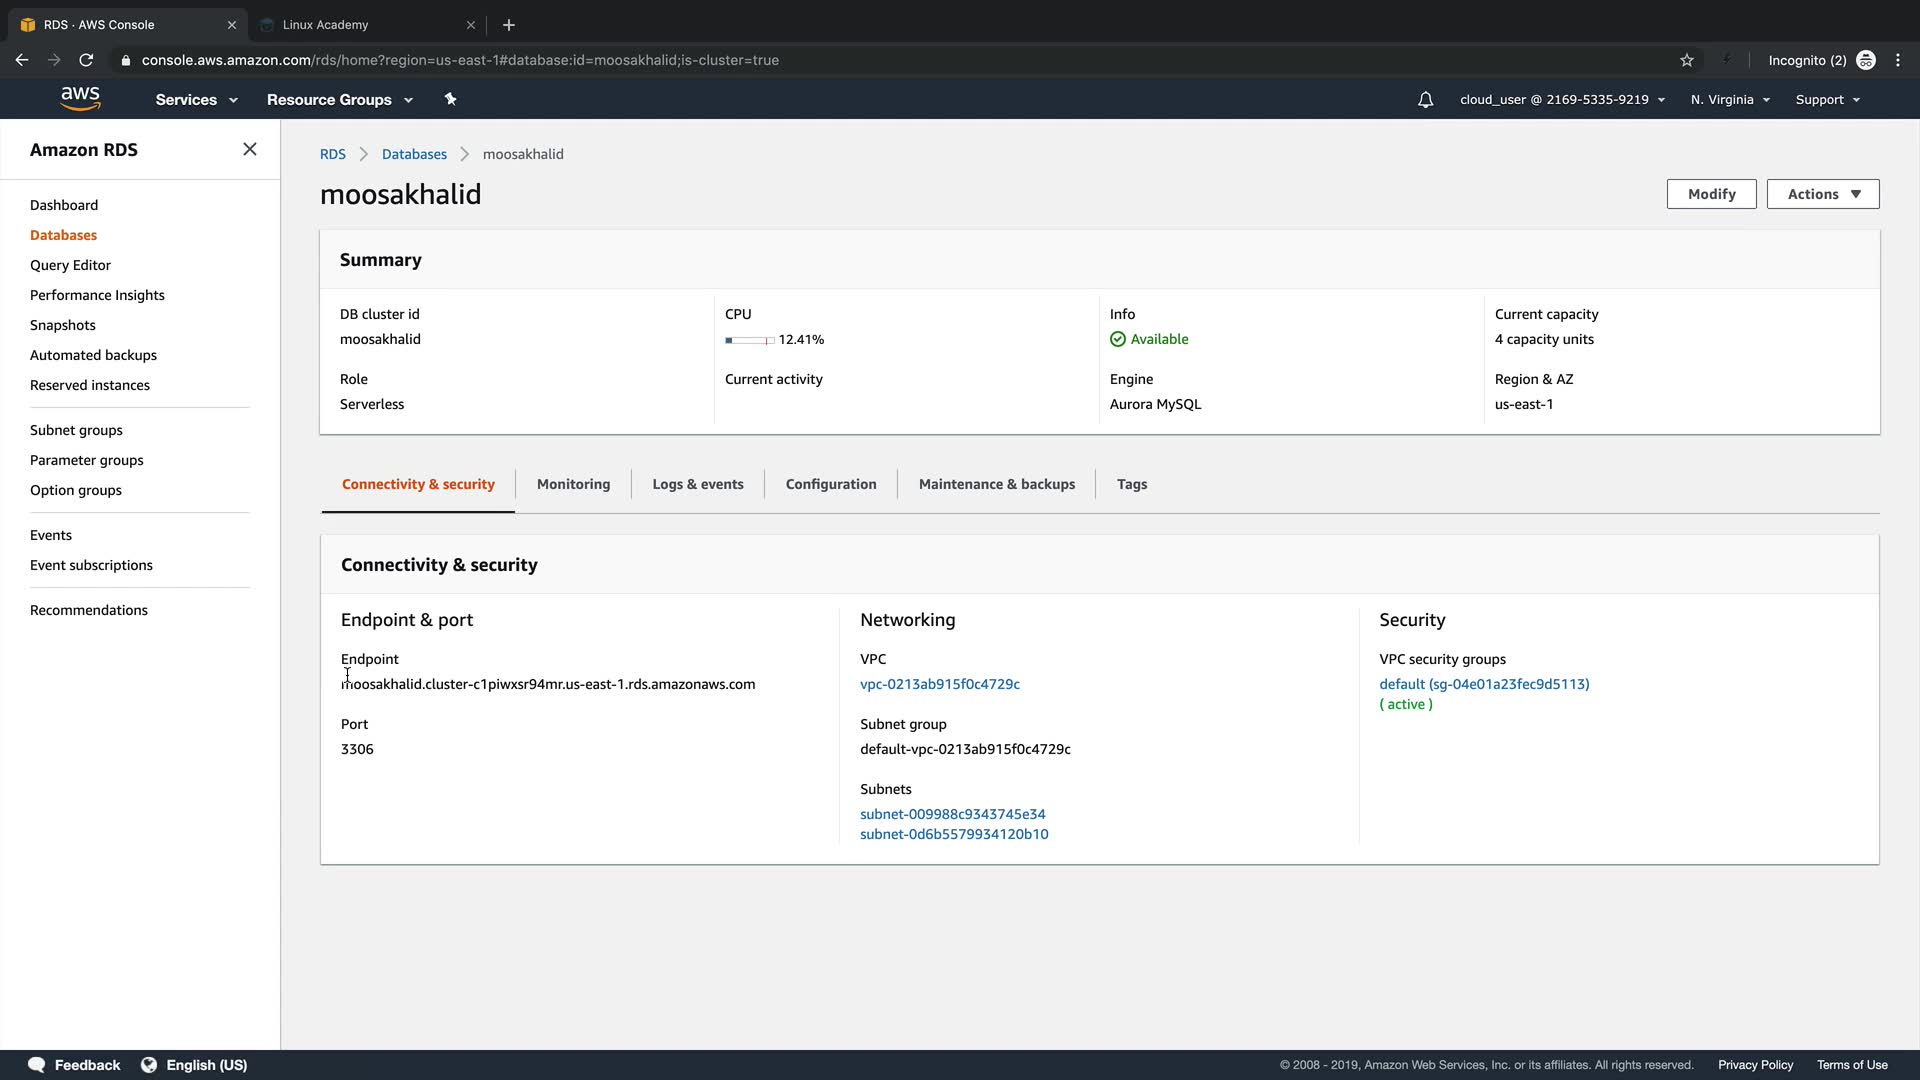 RDS · AWS Console
Linux Academy
console.aws.amazon.com/rds/home?region=us-east-1#database:id=moosakhalid;is-cluster=true
Incognito (2)
aws
Services
Resource Groups
cloud_user @ 2169-5335-9219
N. Virginia
Support
Amazon RDS
Dashboard
Databases
Query Editor
Performance Insights
Snapshots
Automated backups
Reserved instances
Subnet groups
Parameter groups
Option groups
Events
Event subscriptions
Recommendations
RDS
Databases
moosakhalid
moosakhalid
Modify
Actions
Summary
DB cluster id
moosakhalid
CPU
12.41%
Info
Available
Current capacity
4 capacity units
Role
Serverless
Current activity
Engine
Aurora MySQL
Region & AZ
us-east-1
Connectivity & security
Monitoring
Logs & events
Configuration
Maintenance & backups
Tags
Connectivity & security
Endpoint & port
Endpoint
moosakhalid.cluster-c1piwxsr94mr.us-east-1.rds.amazonaws.com
Port
3306
Networking
VPC
vpc-0213ab915f0c4729c
Subnet group
default-vpc-0213ab915f0c4729c
Subnets
subnet-009988c9343745e34
subnet-0d6b5579934120b10
Security
VPC security groups
default (sg-04e01a23fec9d5113)
( active )
Feedback
English (US)
© 2008 - 2019, Amazon Web Services, Inc. or its affiliates. All rights reserved.
Privacy Policy
Terms of Use